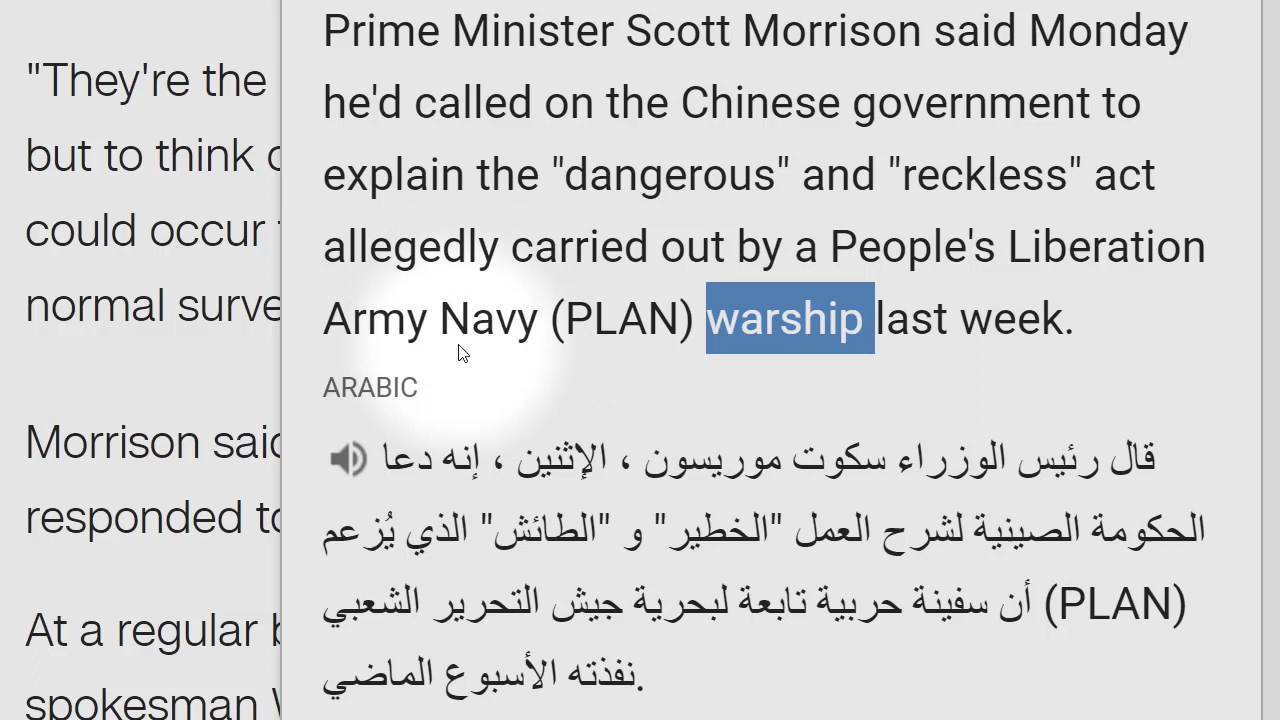 "They're the
but to think
could occur
normal surve
Morrison said
responded to
At a regular
spokesman
Prime Minister Scott Morrison said Monday
he'd called on the Chinese government to
explain the "dangerous" and "reckless" act
allegedly carried out by a People's Liberation
Army Navy (PLAN) warship last week.
ARABIC
قال رئيس الوزراء سكوت موريسون ، الإثنين ، إنه دعا
الحكومة الصينية لشرح العمل "الخطير" و "الطائش" الذي يُزعم
أن سفينة حربية تابعة لبحرية جيش التحرير الشعبي (PLAN)
نفذته الأسبوع الماضي.